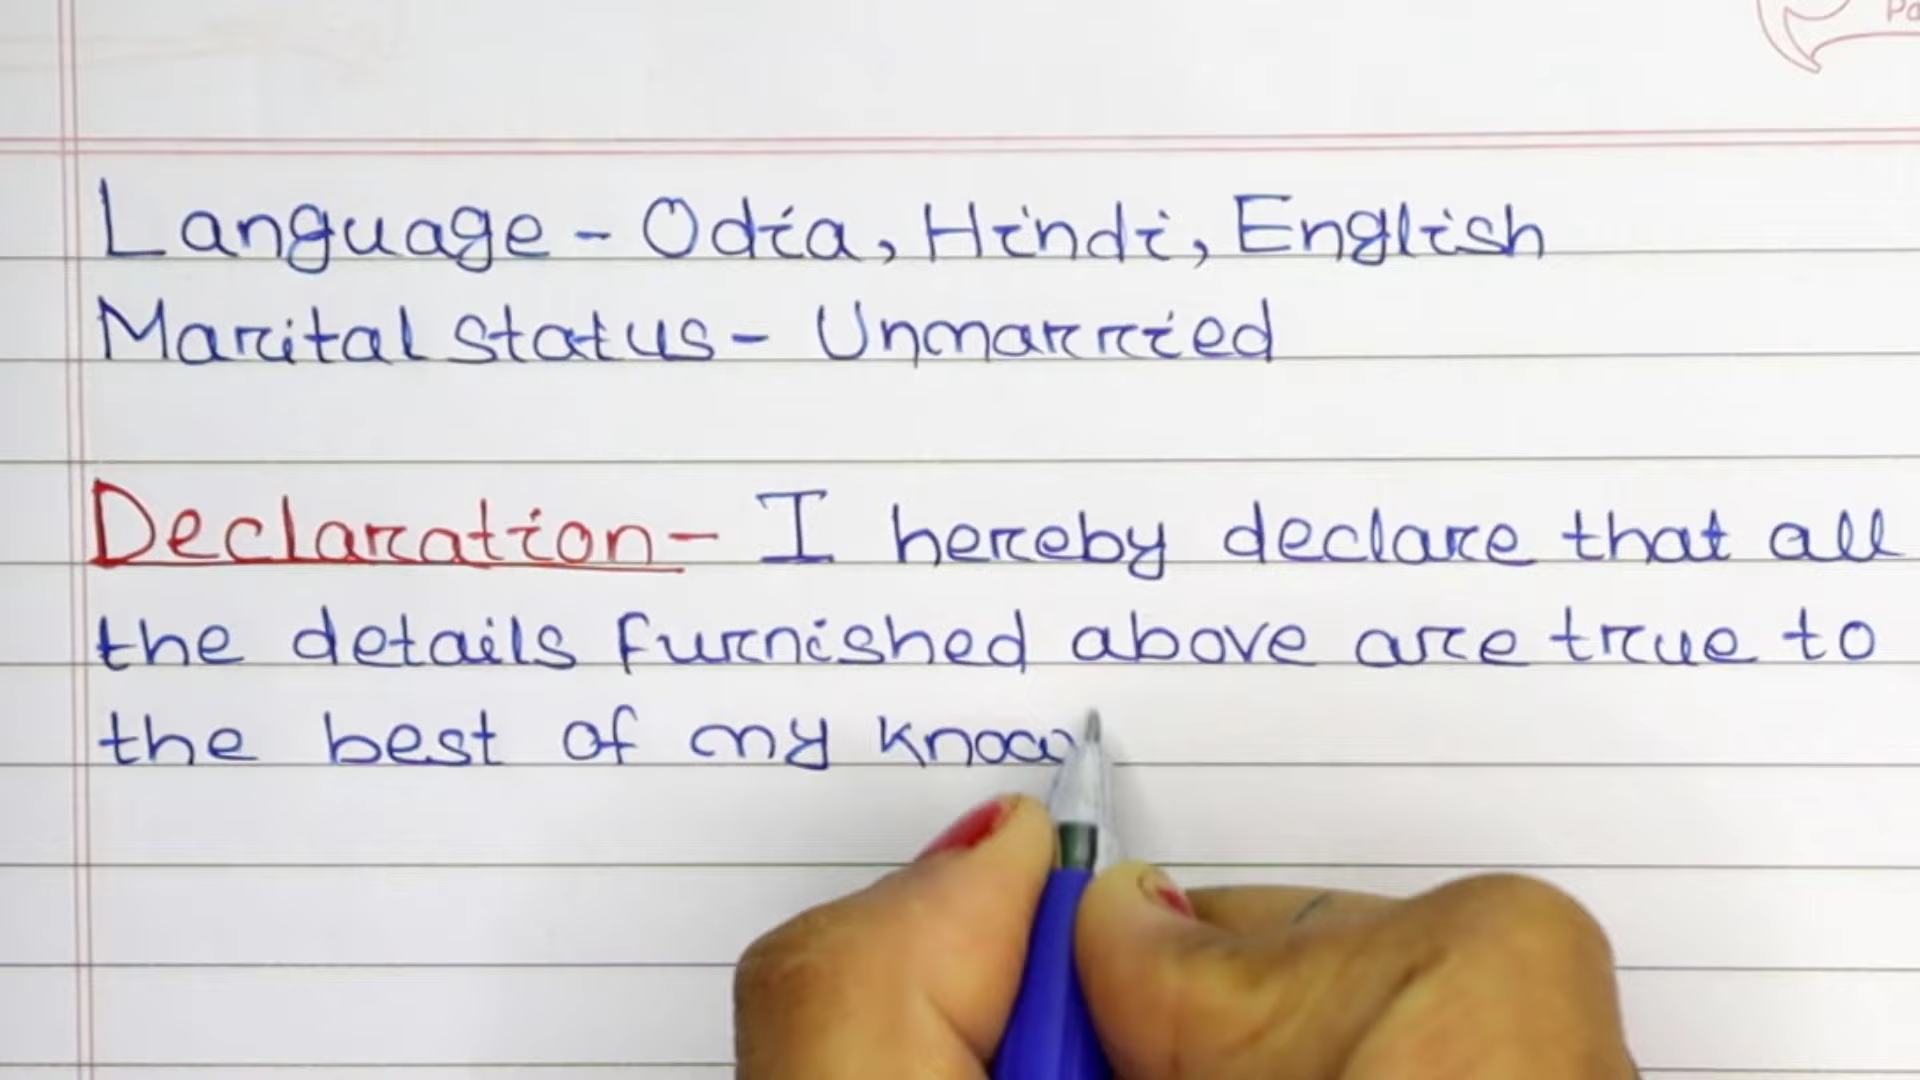 Language - Odia, Hindi, English
Marital Status - Unmarried
Declaration - I hereby declare that all
the details furnished above are true to
the best of my know